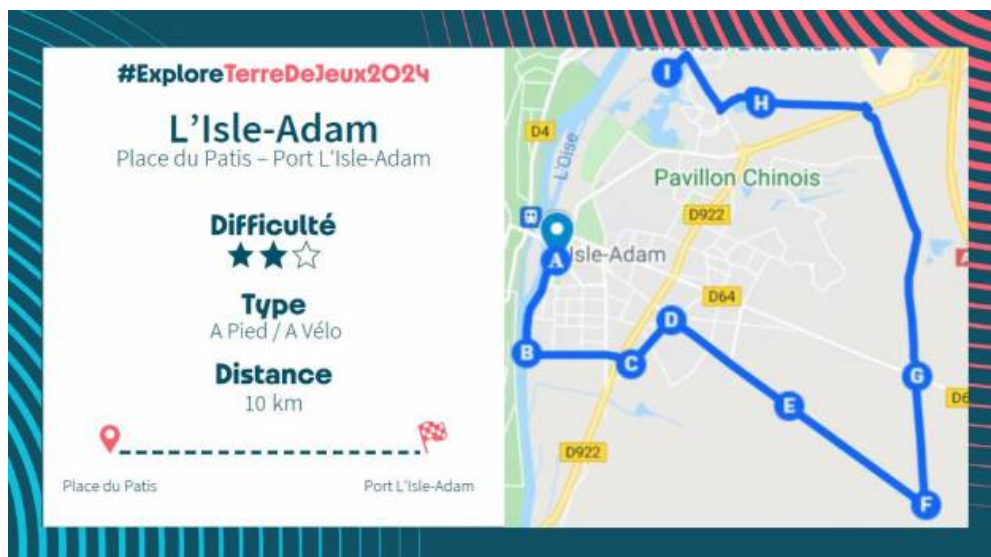 #ExploreTerreDeJeux2024
L'Isle-Adam
Place du Patis – Port L'Isle-Adam
Difficulté
Type
A Pied / A Vélo
Distance
10 km
Place du Patis
Port L'Isle-Adam
I
H
D4
L'Oise
Pavillon Chinois
D922
A
Isle-Adam
D64
D
B
C
G
E
D922
F